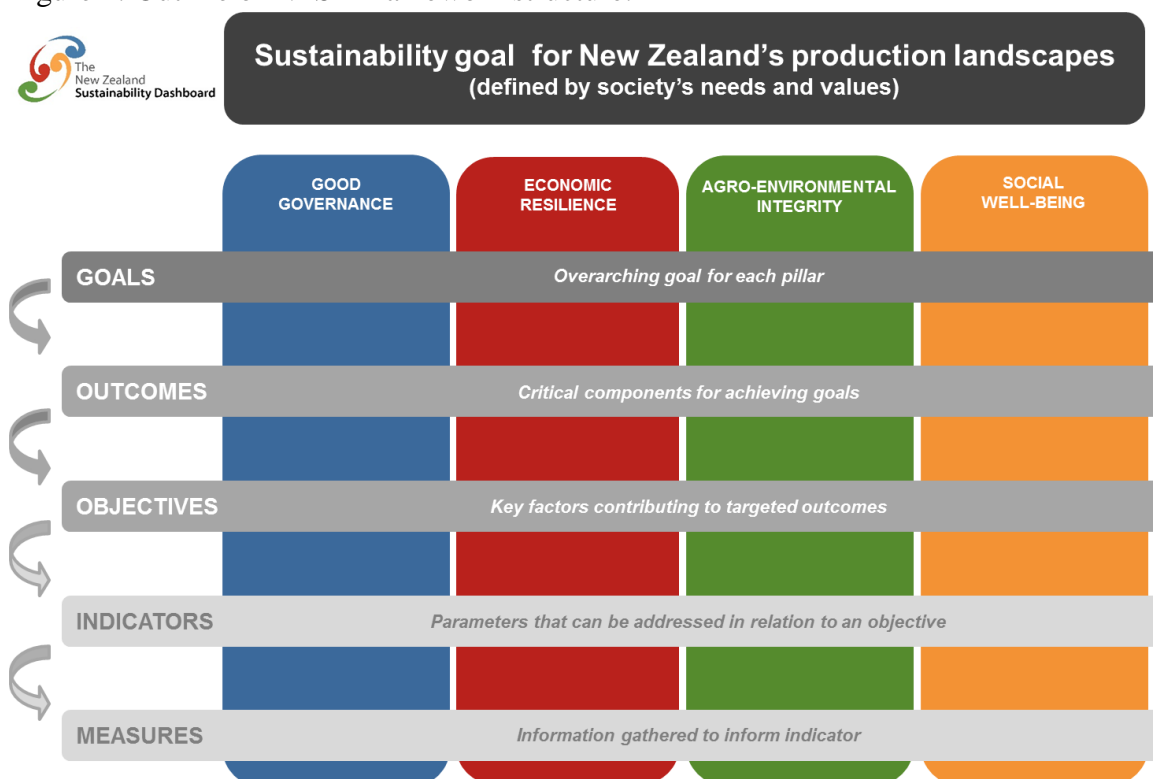 The
New Zealand
Sustainability Dashboard
Sustainability goal for New Zealand's production landscapes
(defined by society's needs and values)
GOOD
GOVERNANCE
ECONOMIC
RESILIENCE
AGRO-ENVIRONMENTAL
INTEGRITY
SOCIAL
WELL-BEING
GOALS
Overarching goal for each pillar
OUTCOMES
Critical components for achieving goals
OBJECTIVES
Key factors contributing to targeted outcomes
INDICATORS
Parameters that can be addressed in relation to an objective
MEASURES
Information gathered to inform indicator